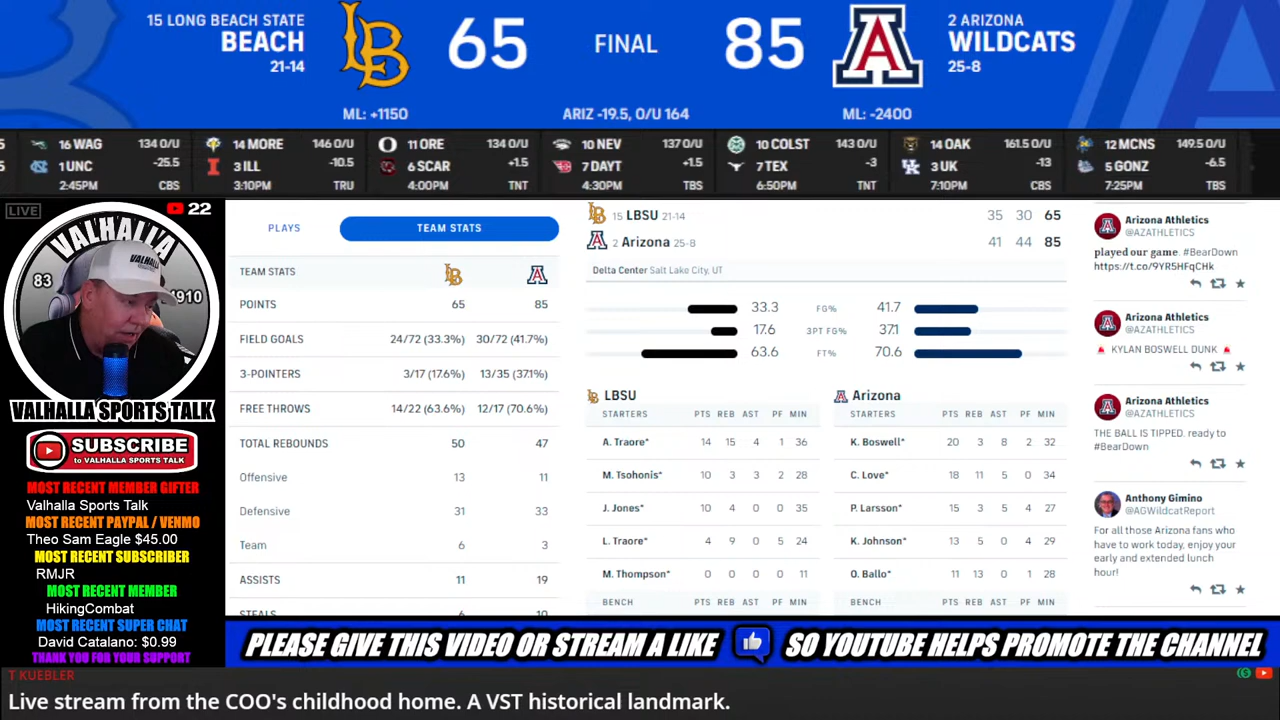 15 LONG BEACH STATE
BEACH
21-14
LB
65
FINAL
85
A
2 ARIZONA
WILDCATS
25-8
ML: +1150
ARIZ -19.5, 0/U 164
ML: -2400
5
16 WAG 134 O/U
1 UNC -25.5
2:45PM CBS
14 MORE 146 O/U
3 ILL -10.5
3:10PM TRU
11 ORE 134 O/U
6 SCAR +1.5
4:00PM TNT
10 NEV 137 O/U
7 DAYT +1.5
4:30PM TBS
10 COLST 143 O/U
7 TEX -3
6:50PM TNT
14 OAK 161.5 O/U
3 UK -13
7:10PM CBS
12 MCNS 149.5 O/U
5 GONZ -6.5
7:25PM TBS
LIVE
22
VALHALLA
83
4910
VALHALLA SPORTS TALK
SUBSCRIBE
to VALHALLA SPORTS TALK
MOST RECENT MEMBER GIFTER
Valhalla Sports Talk
MOST RECENT PAYPAL / VENMO
Theo Sam Eagle $45.00
MOST RECENT SUBSCRIBER
RMJR
MOST RECENT MEMBER
HikingCombat
MOST RECENT SUPER CHAT
David Catalano: $0.99
THANK YOU FOR YOUR SUPPORT
PLAYS
TEAM STATS
TEAM STATS
POINTS 65 85
FIELD GOALS 24/72 (33.3%) 30/72 (41.7%)
3-POINTERS 3/17 (17.6%) 13/35 (37.1%)
FREE THROWS 14/22 (63.6%) 12/17 (70.6%)
TOTAL REBOUNDS 50 47
Offensive 13 11
Defensive 31 33
Team 6 3
ASSISTS 11 19
STEALS 6 10
15 LBSU 21-14 35 30 65
2 Arizona 25-8 41 44 85
Delta Center Salt Lake City, UT
33.3 FG% 41.7
17.6 3PT FG% 37.1
63.6 FT% 70.6
LBSU
STARTERS PTS REB AST PF MIN
A. Traore* 14 15 4 1 36
M. Tsohonis* 10 3 3 2 28
J. Jones* 10 4 0 0 35
L. Traore* 4 9 0 5 24
M. Thompson* 0 0 0 0 11
BENCH PTS REB AST PF MIN
Arizona
STARTERS PTS REB AST PF MIN
K. Boswell* 20 3 8 2 32
C. Love* 18 11 5 0 34
P. Larsson* 15 3 5 4 27
K. Johnson* 13 5 0 4 29
O. Ballo* 11 13 0 1 28
BENCH PTS REB AST PF MIN
Arizona Athletics
@AZATHLETICS
played our game. #BearDown
https://t.co/9YR5HFqCHk
Arizona Athletics
@AZATHLETICS
KYLAN BOSWELL DUNK
Arizona Athletics
@AZATHLETICS
THE BALL IS TIPPED. ready to
#BearDown
Anthony Gimino
@AGWildcatReport
For all those Arizona fans who
have to work today, enjoy your
early and extended lunch
hour!
PLEASE GIVE THIS VIDEO OR STREAM A LIKE SO YOUTUBE HELPS PROMOTE THE CHANNEL
T KUEBLER
Live stream from the COO's childhood home. A VST historical landmark.